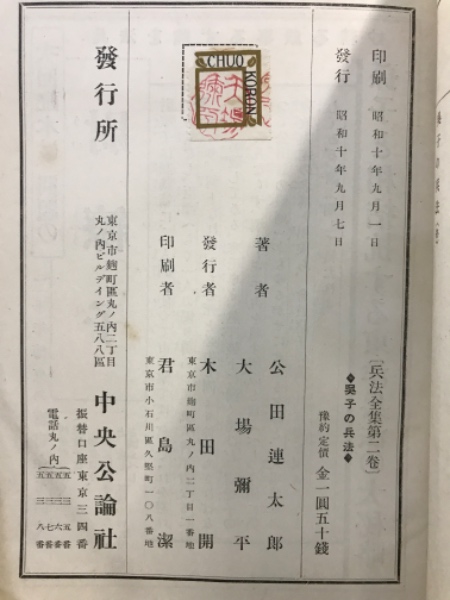 印刷 昭和十年九月一日
發行 昭和十年九月七日
〔兵法全集第二卷〕
◆吳子の兵法◆
豫約定價 金一圓五十錢
CHUO
KORON
著者 公田連太郎
大場彌平
發行者 木田開
東京市麴町區丸ノ內二丁目一番地
印刷者 君島潔
東京市小石川區久堅町一〇八番地
發行所 中央公論社
東京市麴町區丸ノ內二丁目
丸ノ內ビルデイング五八八區
振替口座東京三四番
電話丸ノ內